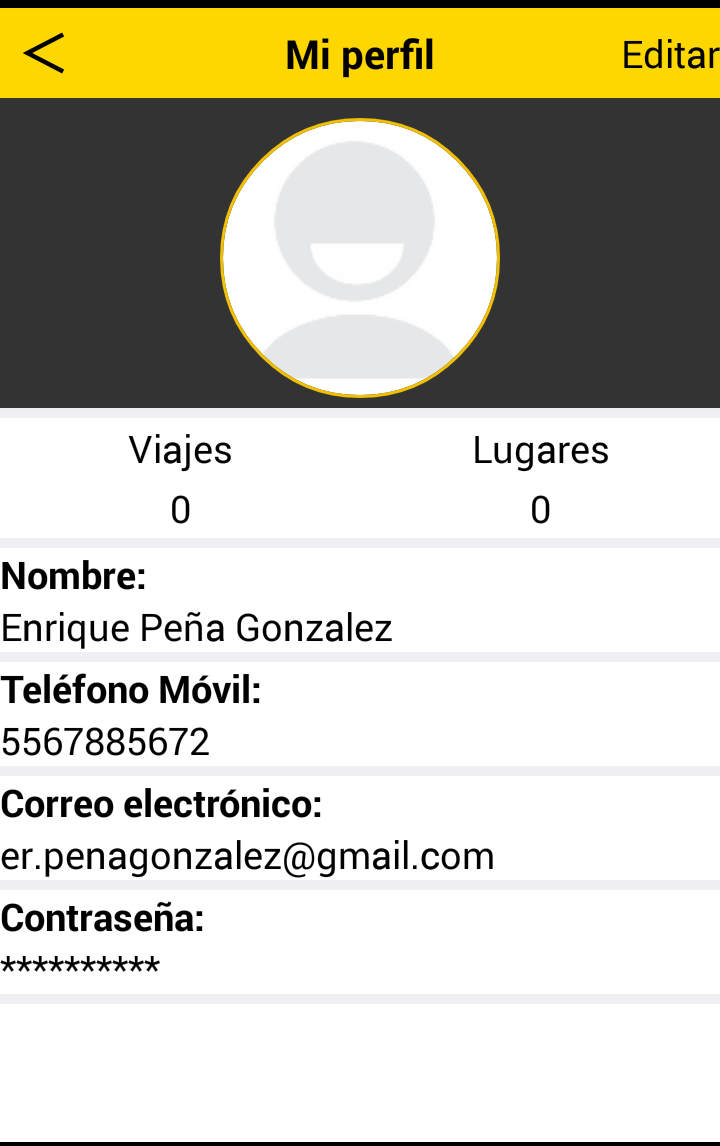 Mi perfil Editar
Viajes Lugares
0 0
Nombre:
Enrique Peña Gonzalez
Teléfono Móvil:
5567885672
Correo electrónico:
er.penagonzalez@gmail.com
Contraseña:
**********